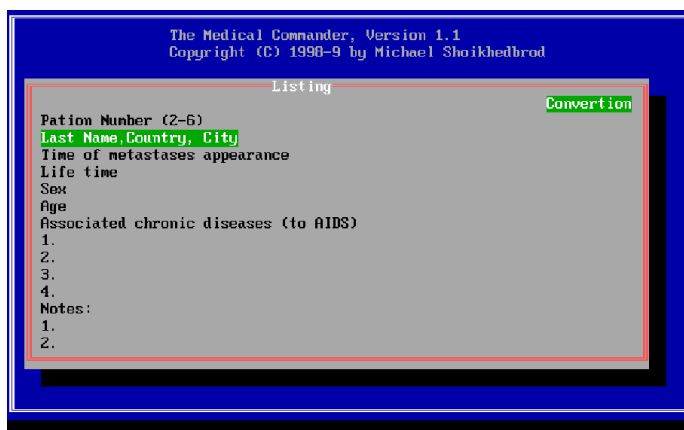 The Medical Commander, Version 1.1
Copyright (C) 1998-9 by Michael Shoikhedbrod
Listing
Convertion
Pation Number (2-6)
Last Name,Country, City
Time of metastases appearance
Life time
Sex
Age
Associated chronic diseases (to AIDS)
1.
2.
3.
4.
Notes:
1.
2.